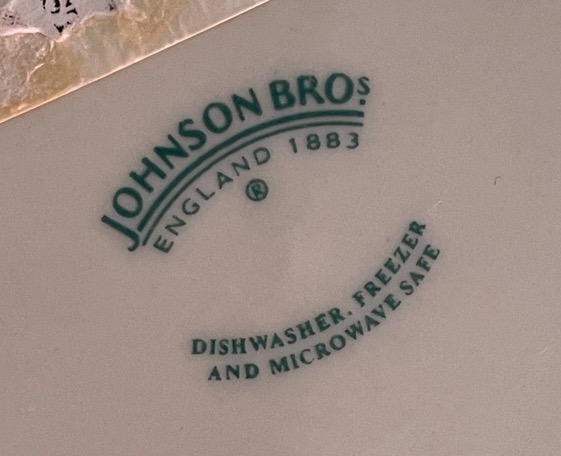 JOHNSON BROS.
ENGLAND 1883
®
DISHWASHER, FREEZER
AND MICROWAVE SAFE